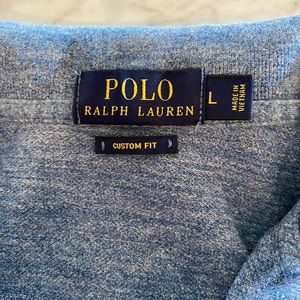 POLO
RALPH LAUREN
L
MADE IN
VIETNAM
CUSTOM FIT